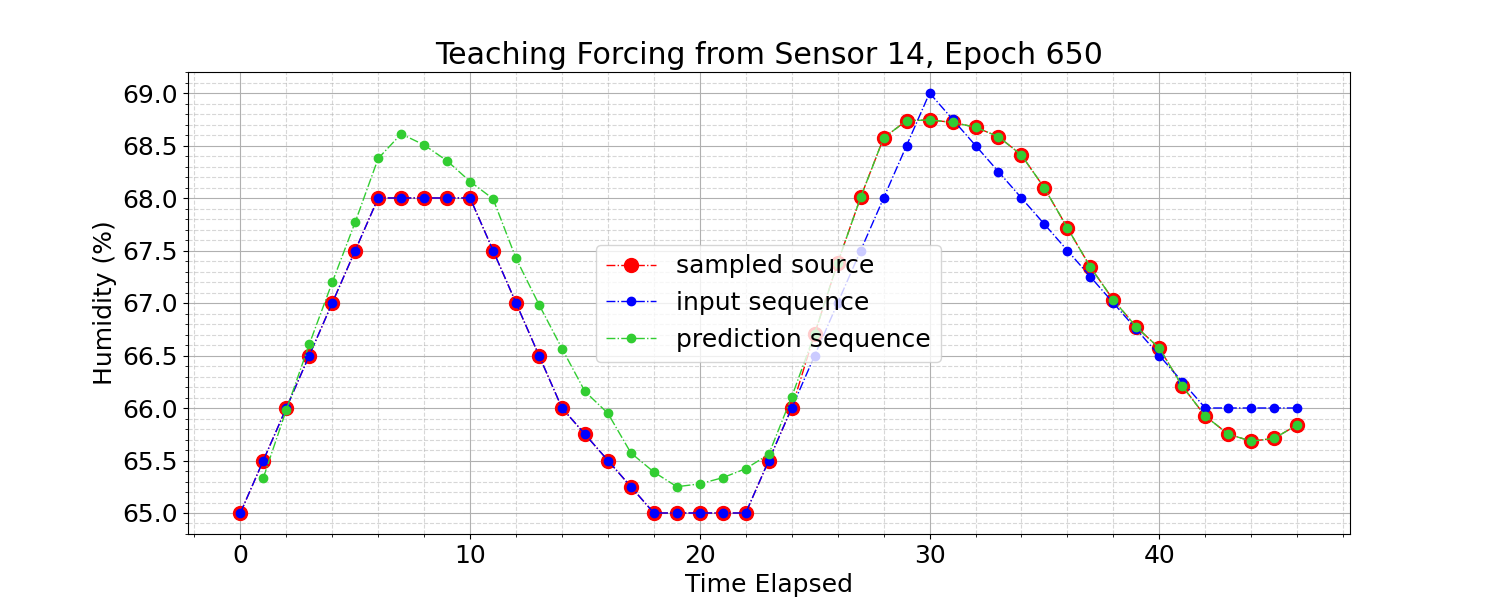 Teaching Forcing from Sensor 14, Epoch 650
Humidity (%)
69.0
68.5
68.0
67.5
67.0
66.5
66.0
65.5
65.0
sampled source
input sequence
prediction sequence
0 10 20 30 40
Time Elapsed